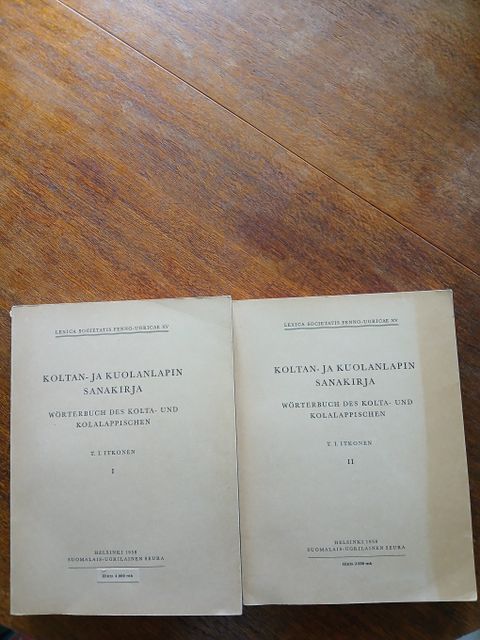 LEXICA SOCIETATIS FENNO-UGRICAE XV
KOLTAN- JA KUOLANLAPIN
SANAKIRJA
WÖRTERBUCH DES KOLTA- UND
KOLALAPPISCHEN
T. I. ITKONEN
I
HELSINKI 1958
SUOMALAIS-UGRILAINEN SEURA
LEXICA SOCIETATIS FENNO-UGRICAE XV
KOLTAN- JA KUOLANLAPIN
SANAKIRJA
WÖRTERBUCH DES KOLTA- UND
KOLALAPPISCHEN
T. I. ITKONEN
II
HELSINKI 1958
SUOMALAIS-UGRILAINEN SEURA